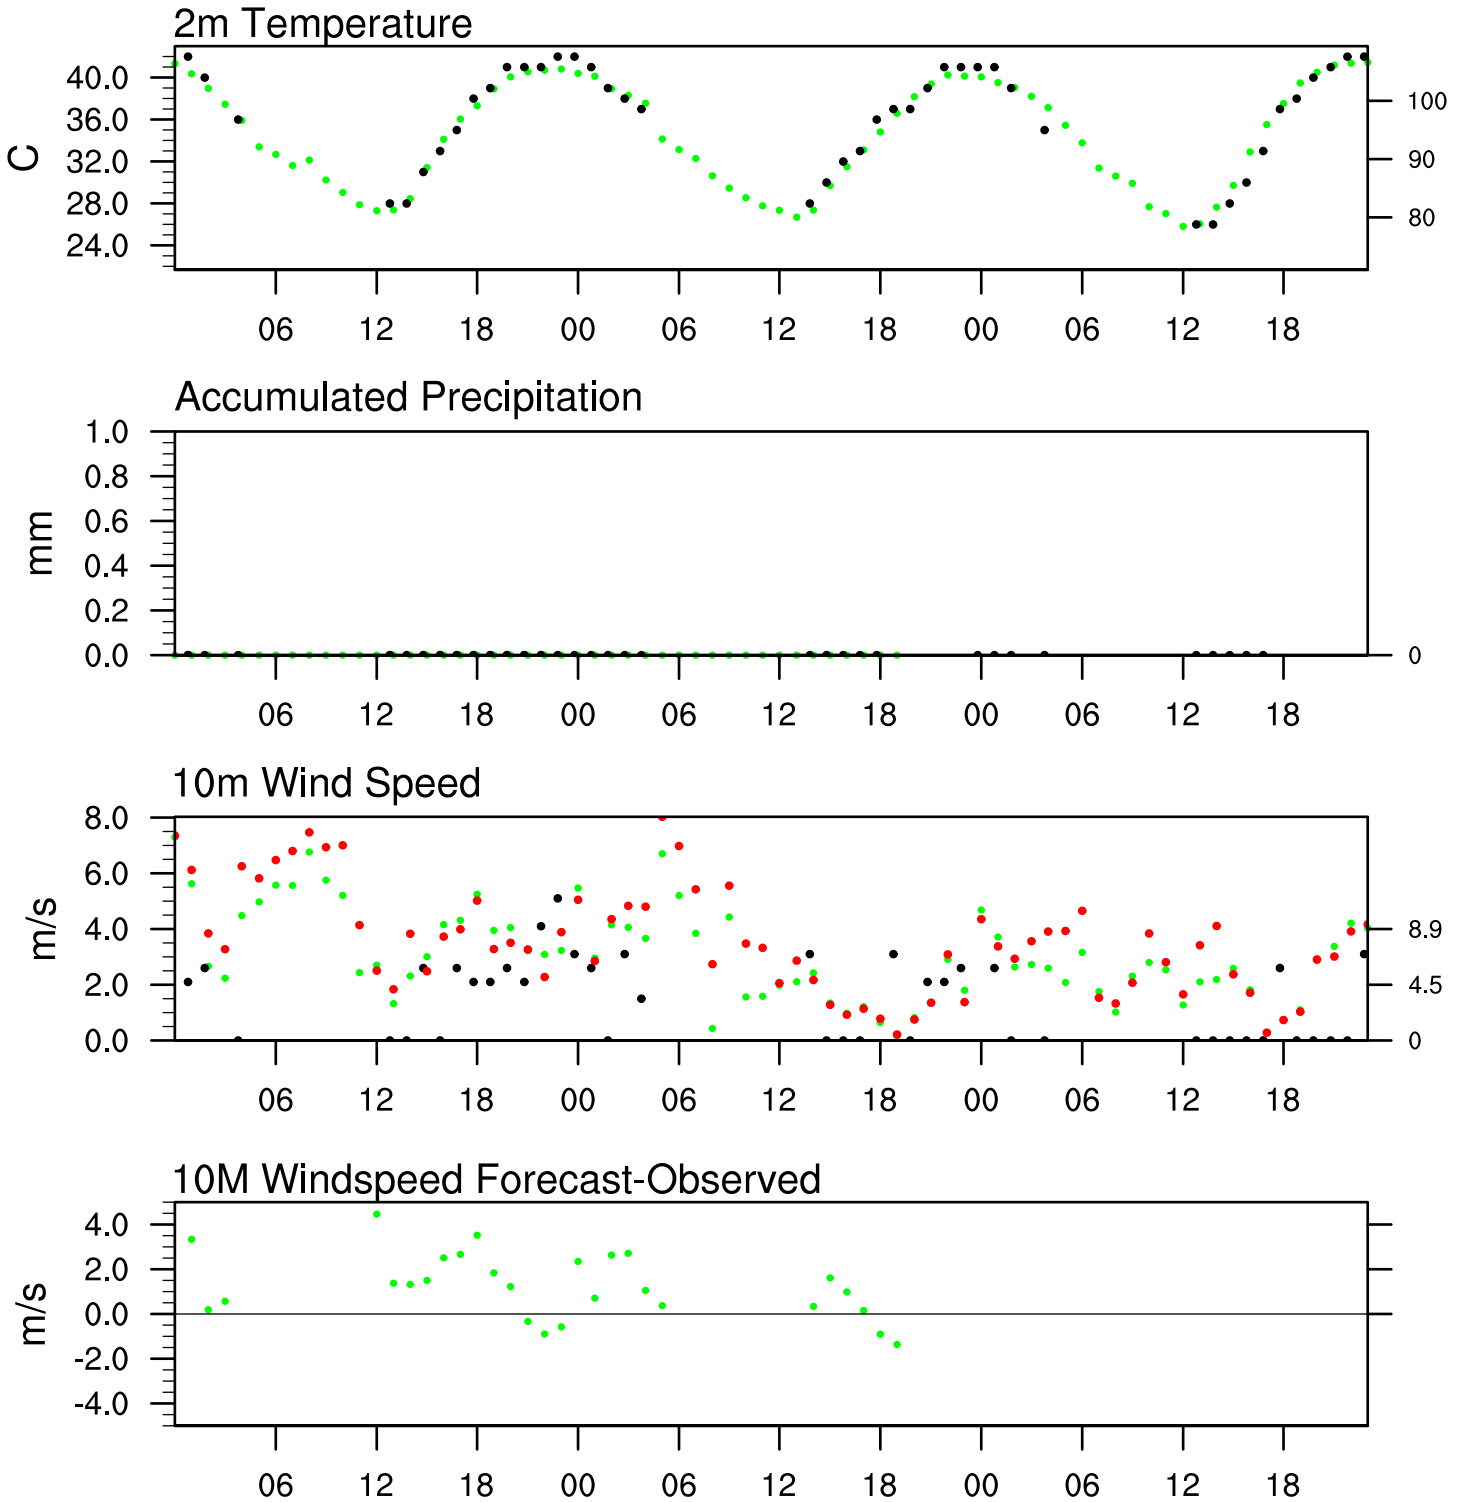 2m Temperature
40.0
36.0
32.0
28.0
24.0
C
100
90
80
06 12 18 00 06 12 18 00 06 12 18
Accumulated Precipitation
1.0
0.8
0.6
0.4
0.2
0.0
mm
0
06 12 18 00 06 12 18 00 06 12 18
10m Wind Speed
8.0
6.0
4.0
2.0
0.0
m/s
8.9
4.5
0
06 12 18 00 06 12 18 00 06 12 18
10M Windspeed Forecast-Observed
4.0
2.0
0.0
-2.0
-4.0
m/s
06 12 18 00 06 12 18 00 06 12 18